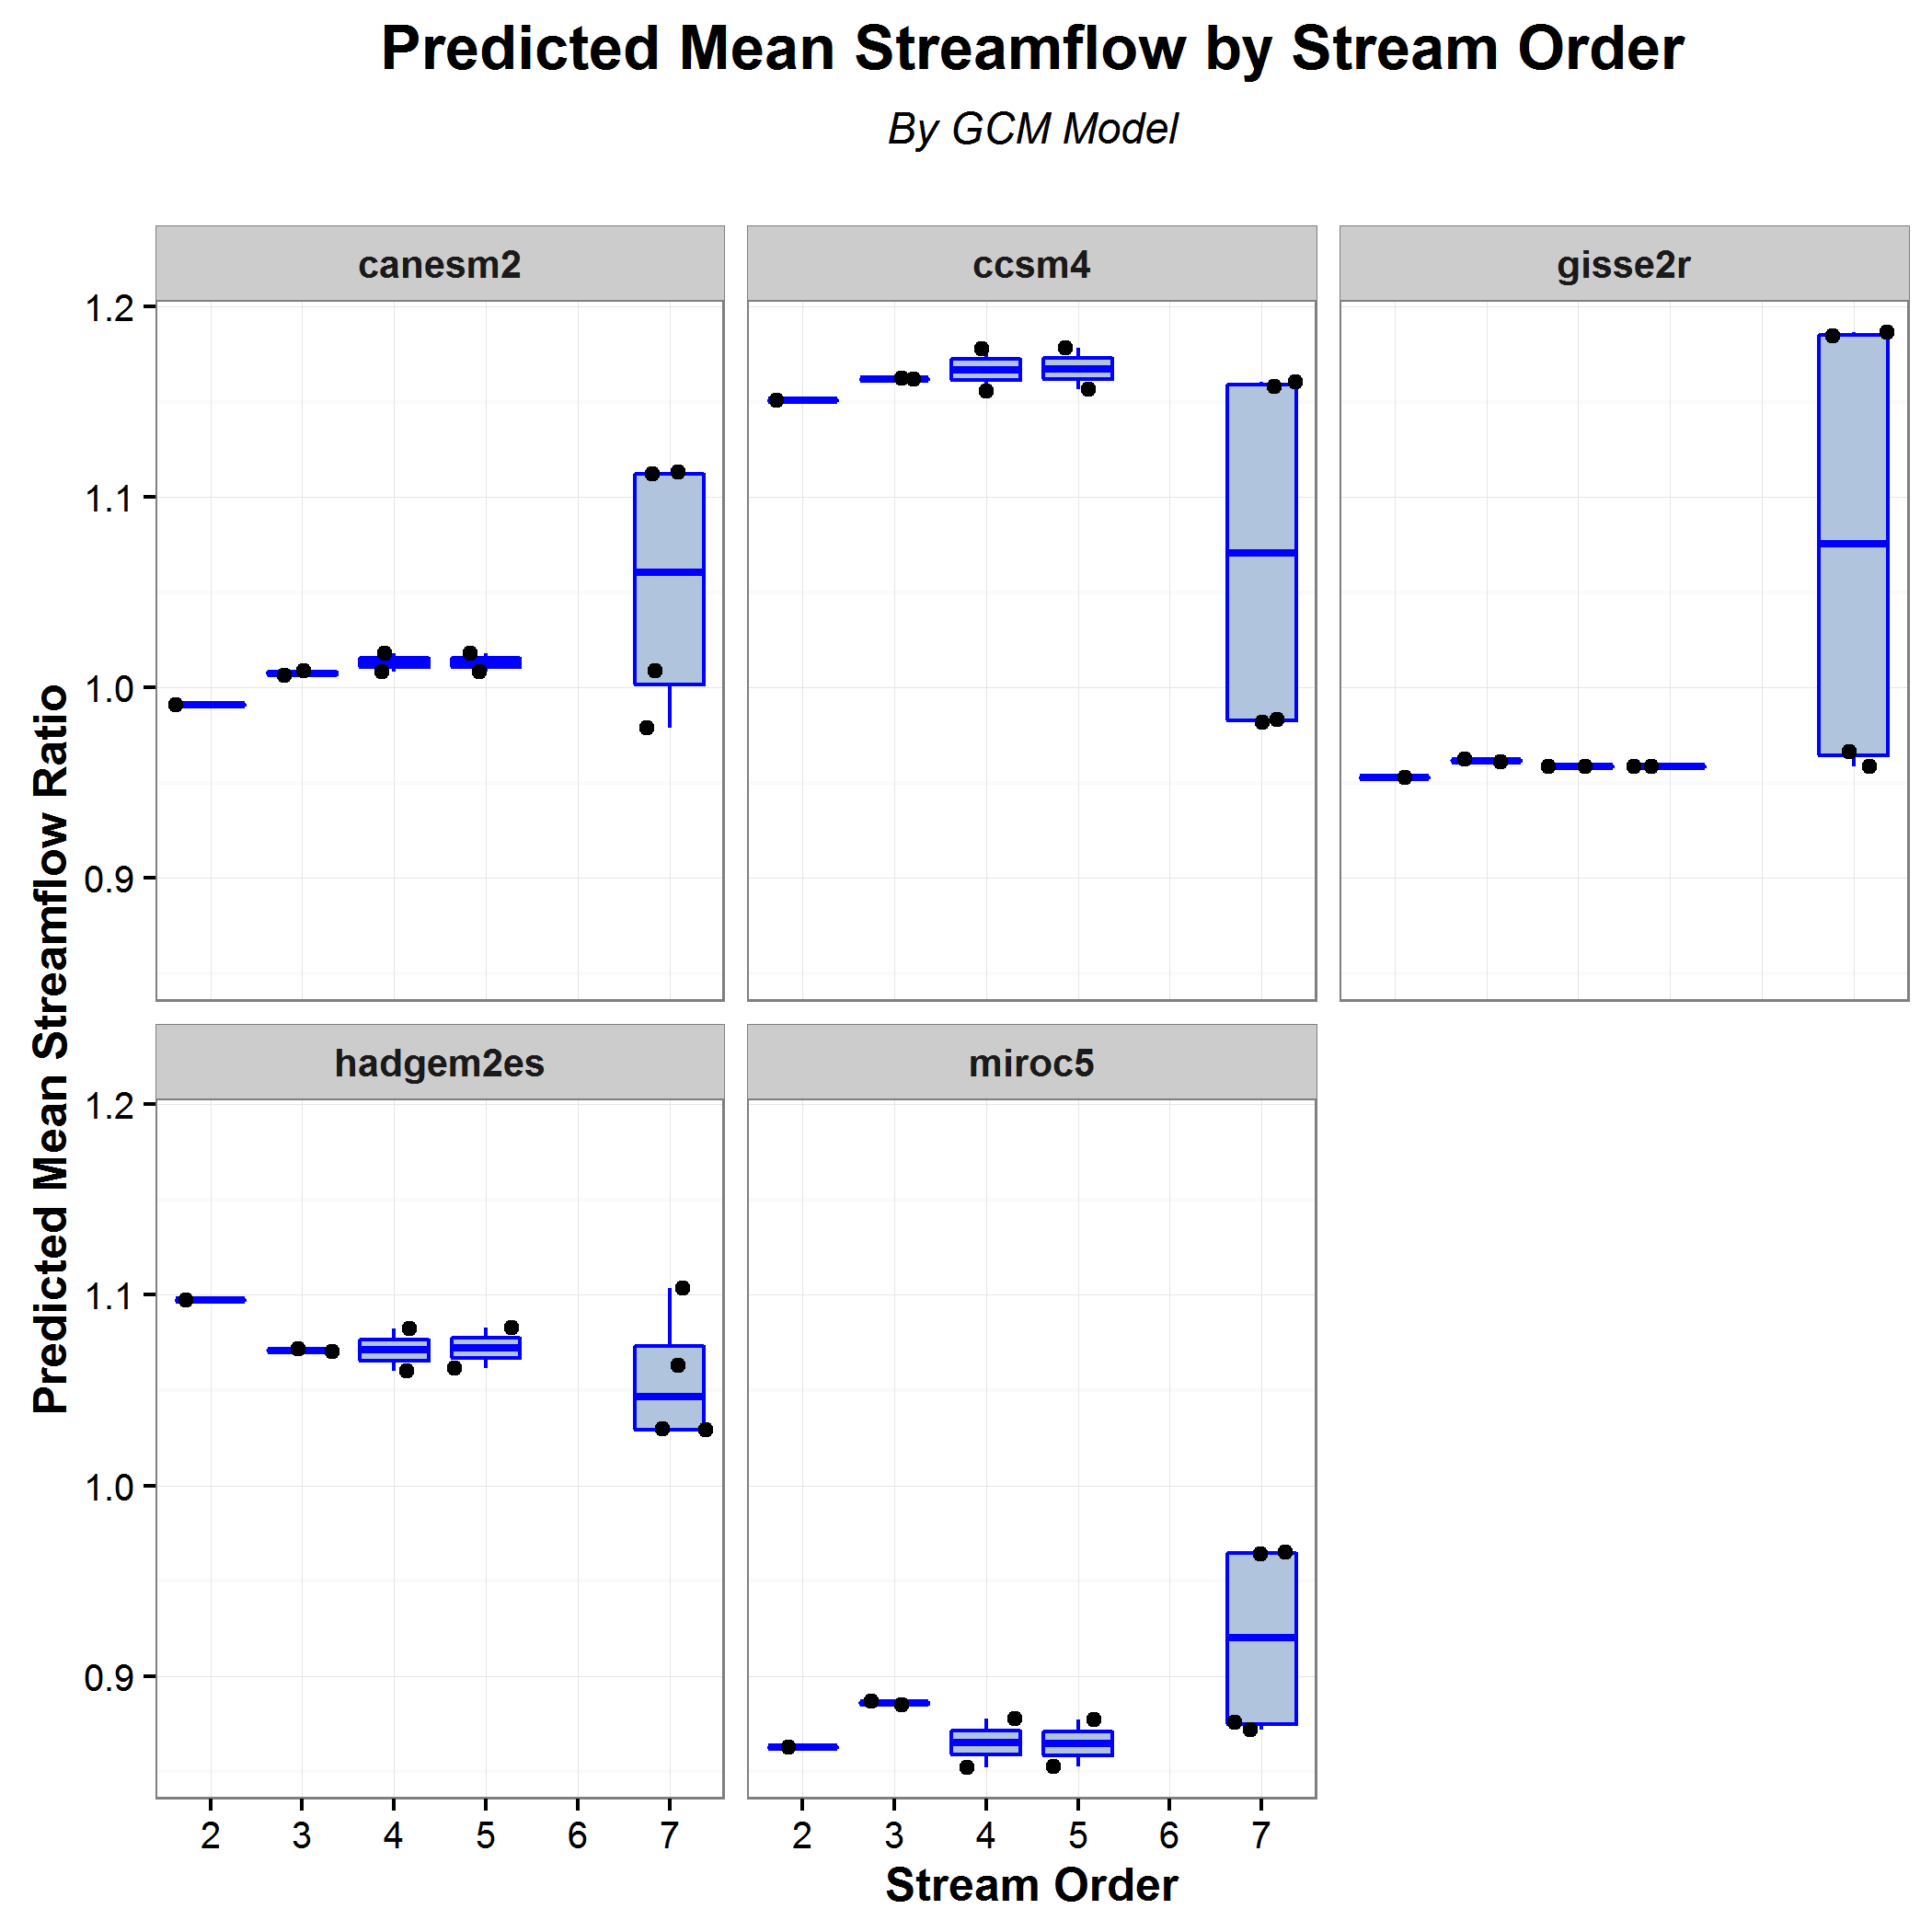 Predicted Mean Streamflow by Stream Order
By GCM Model
canesm2
ccsm4
gisse2r
1.2
1.1
1.0
0.9
hadgem2es
miroc5
1.2
1.1
1.0
0.9
2 3 4 5 6 7
2 3 4 5 6 7
Stream Order
Predicted Mean Streamflow Ratio